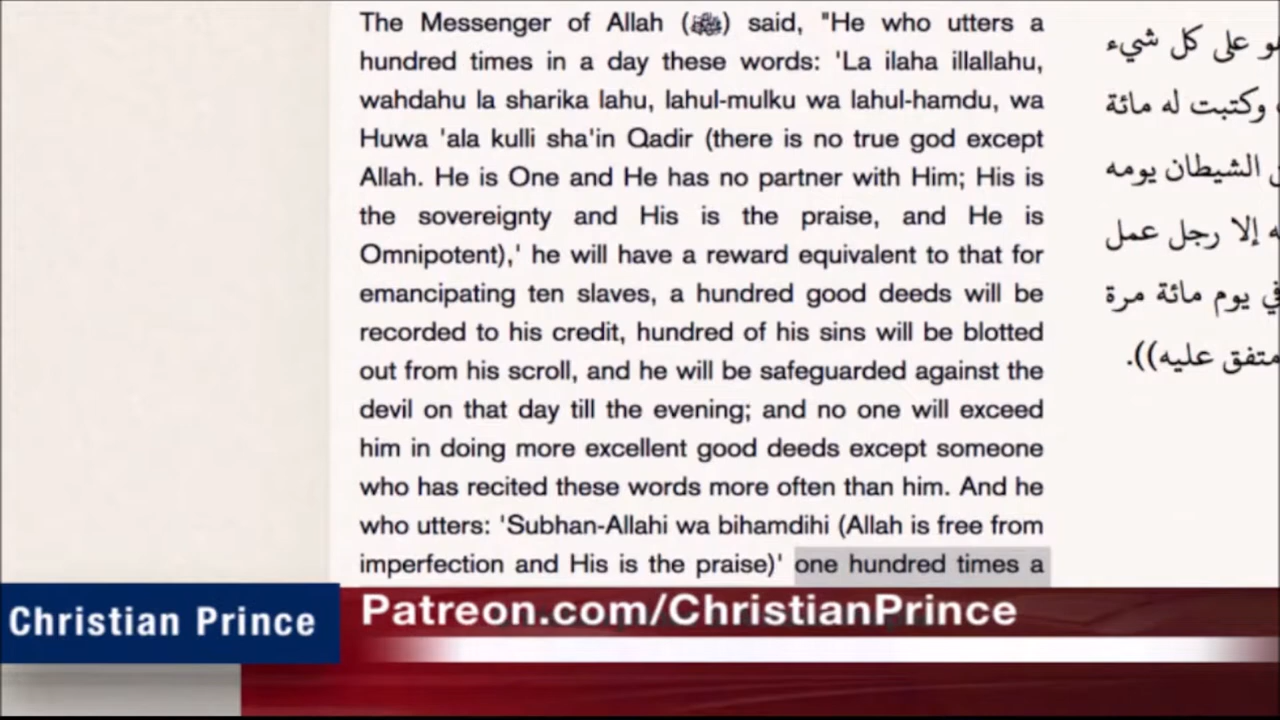 The Messenger of Allah (ﷺ) said, "He who utters a
hundred times in a day these words: 'La ilaha illallahu,
wahdahu la sharika lahu, lahul-mulku wa lahul-hamdu, wa
Huwa 'ala kulli sha'in Qadir (there is no true god except
Allah. He is One and He has no partner with Him; His is
the sovereignty and His is the praise, and He is
Omnipotent),' he will have a reward equivalent to that for
emancipating ten slaves, a hundred good deeds will be
recorded to his credit, hundred of his sins will be blotted
out from his scroll, and he will be safeguarded against the
devil on that day till the evening; and no one will exceed
him in doing more excellent good deeds except someone
who has recited these words more often than him. And he
who utters: 'Subhan-Allahi wa bihamdihi (Allah is free from
imperfection and His is the praise)' one hundred times a
على كل شيء
وكتبت له مائة
الشيطان يومه
إلا رجل عمل
يوم مائة مرة
متفق عليه)).
Christian Prince
Patreon.com/ChristianPrince